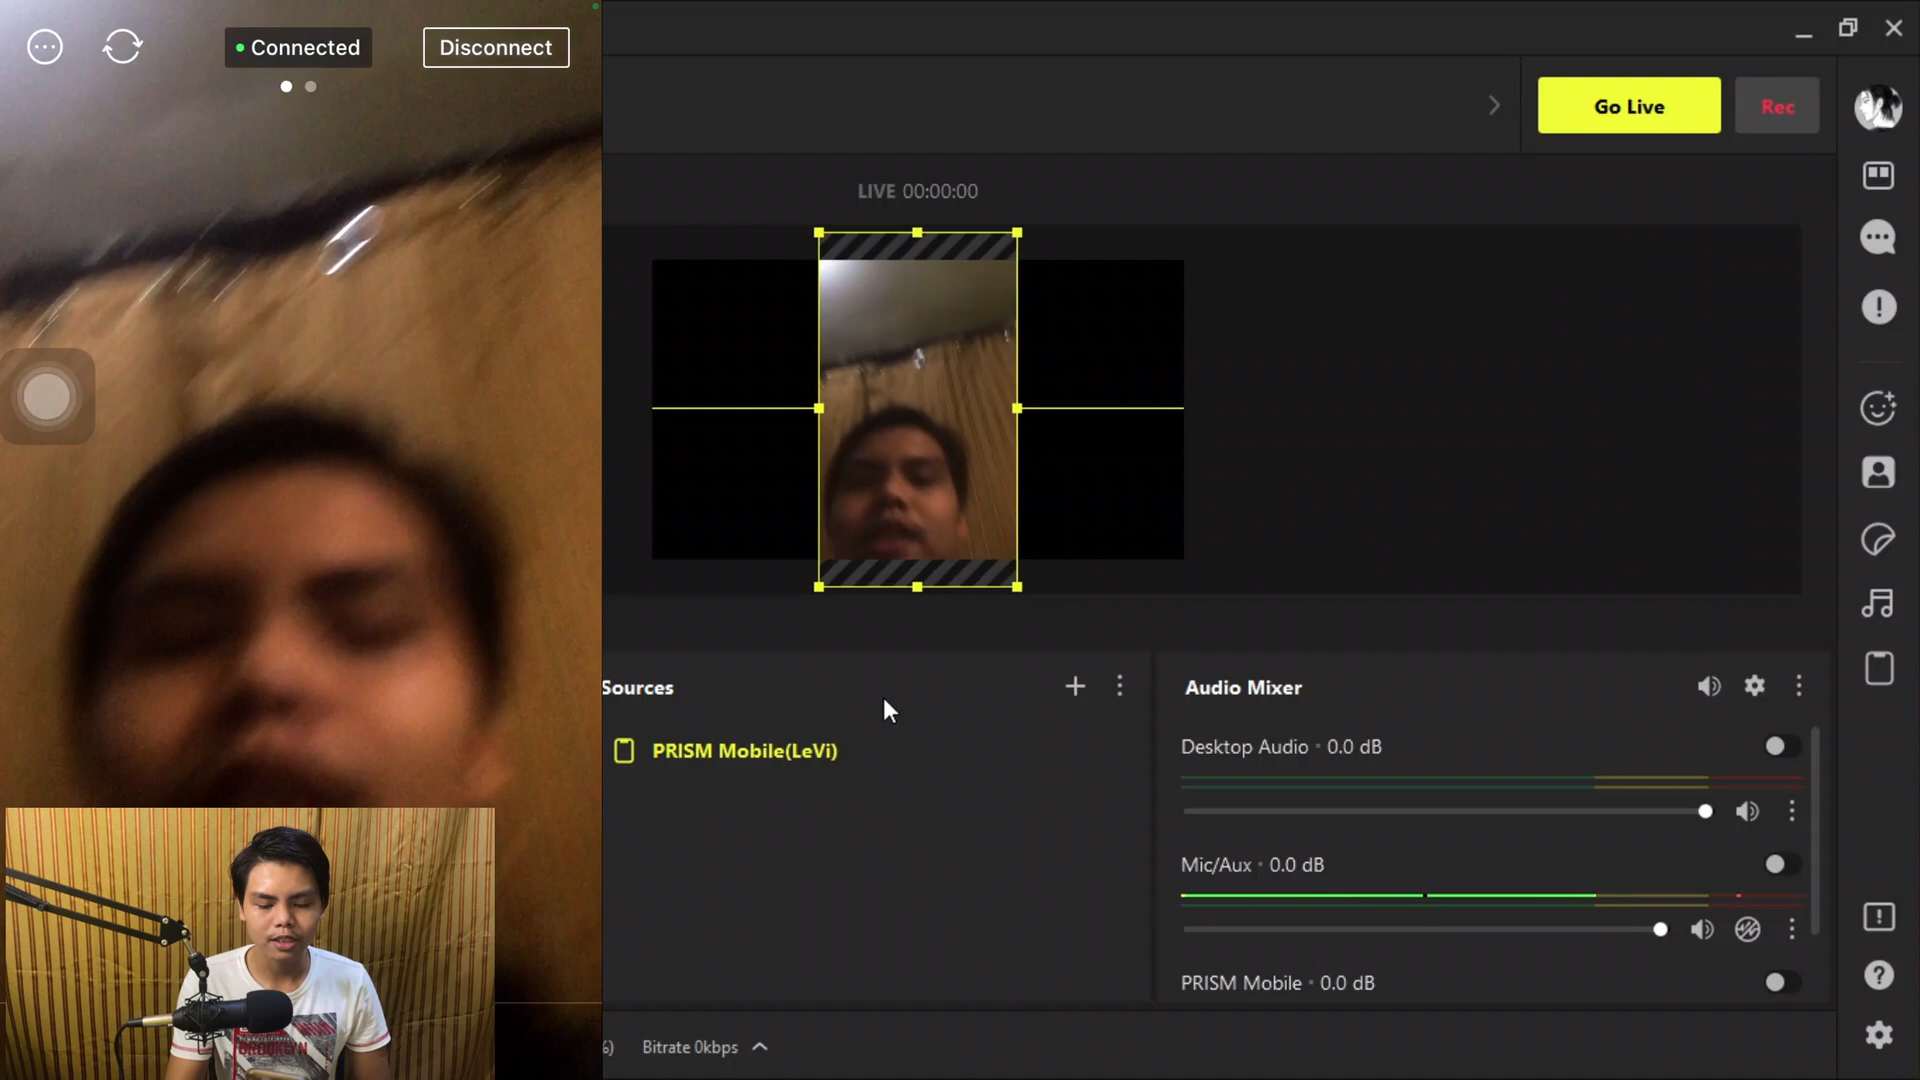 Connected
Disconnect
Go Live
Rec
LIVE 00:00:00
Sources
PRISM Mobile(LeVi)
Audio Mixer
Desktop Audio • 0.0 dB
Mic/Aux • 0.0 dB
PRISM Mobile • 0.0 dB
%)
Bitrate 0kbps
BROOKLYN